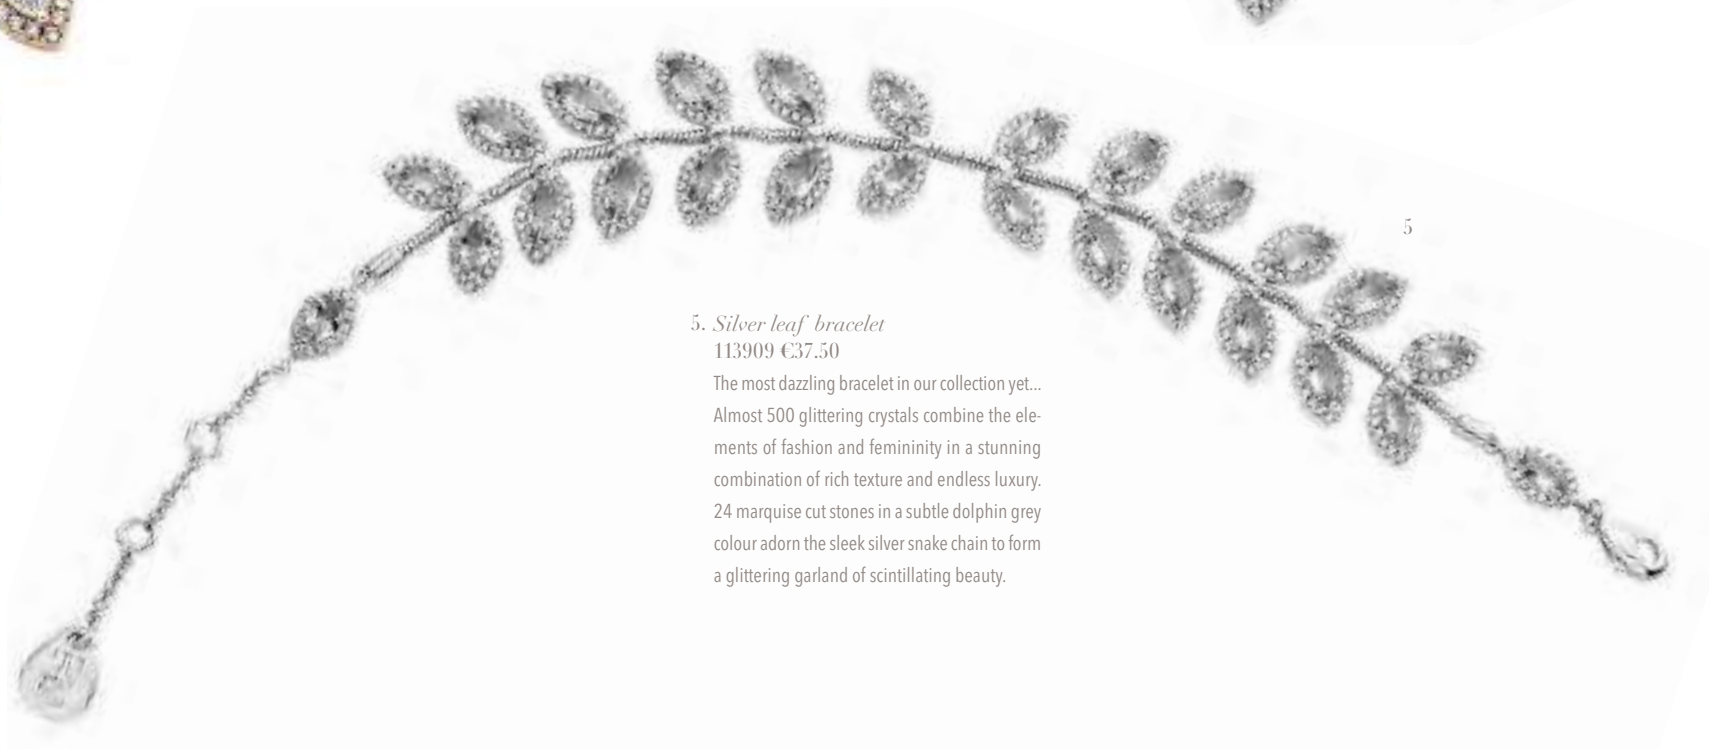 5
5. Silver leaf bracelet
113909 €37.50
The most dazzling bracelet in our collection yet...
Almost 500 glittering crystals combine the ele-
ments of fashion and femininity in a stunning
combination of rich texture and endless luxury.
24 marquise cut stones in a subtle dolphin grey
colour adorn the sleek silver snake chain to form
a glittering garland of scintillating beauty.